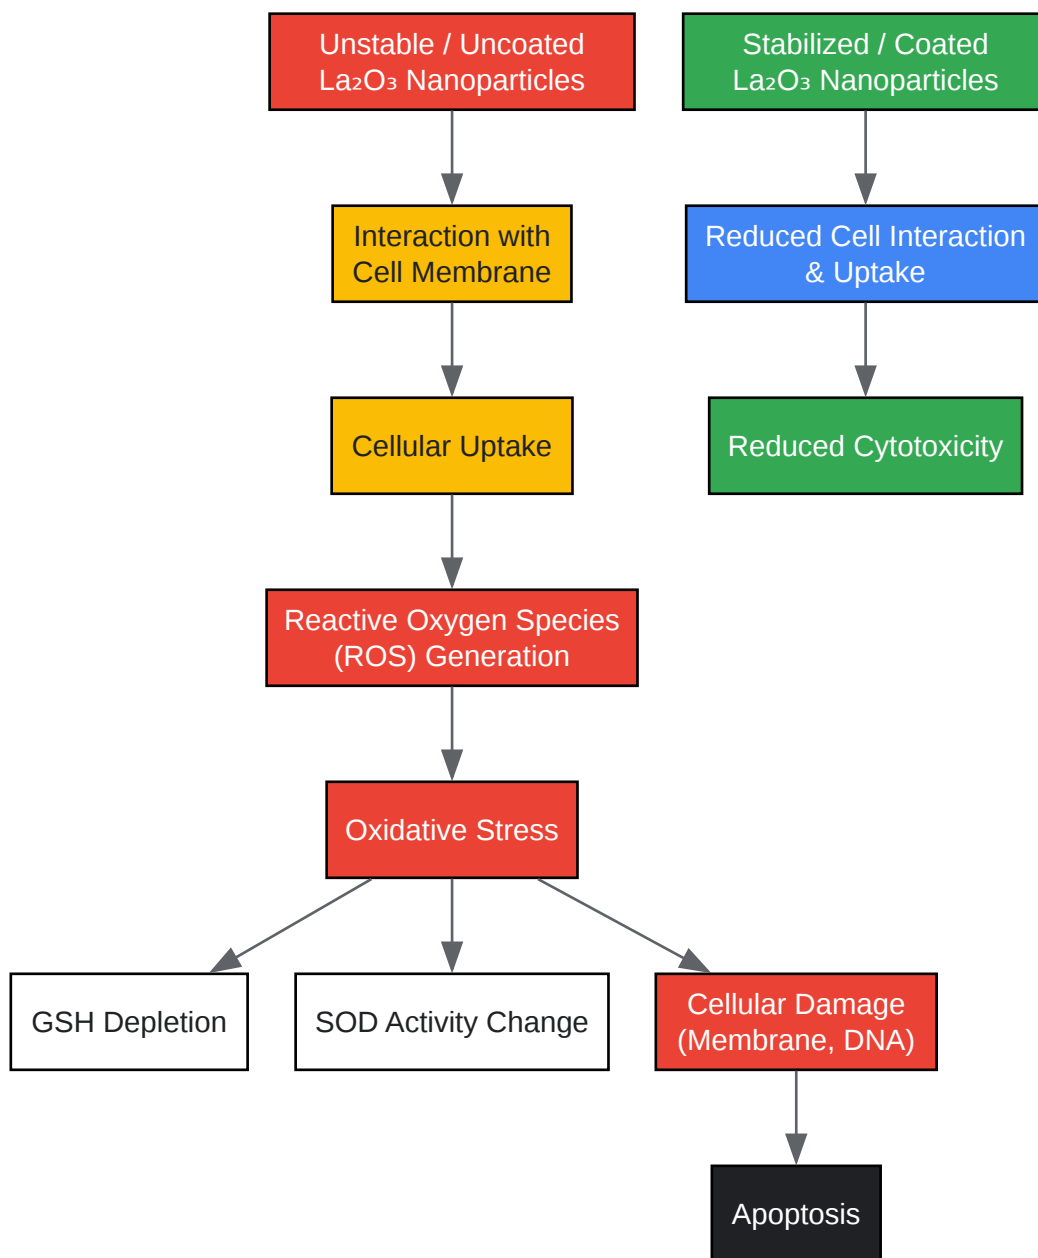 Unstable / Uncoated
La₂O₃ Nanoparticles
Stabilized / Coated
La₂O₃ Nanoparticles
Interaction with
Cell Membrane
Reduced Cell Interaction
& Uptake
Cellular Uptake
Reduced Cytotoxicity
Reactive Oxygen Species
(ROS) Generation
Oxidative Stress
GSH Depletion
SOD Activity Change
Cellular Damage
(Membrane, DNA)
Apoptosis